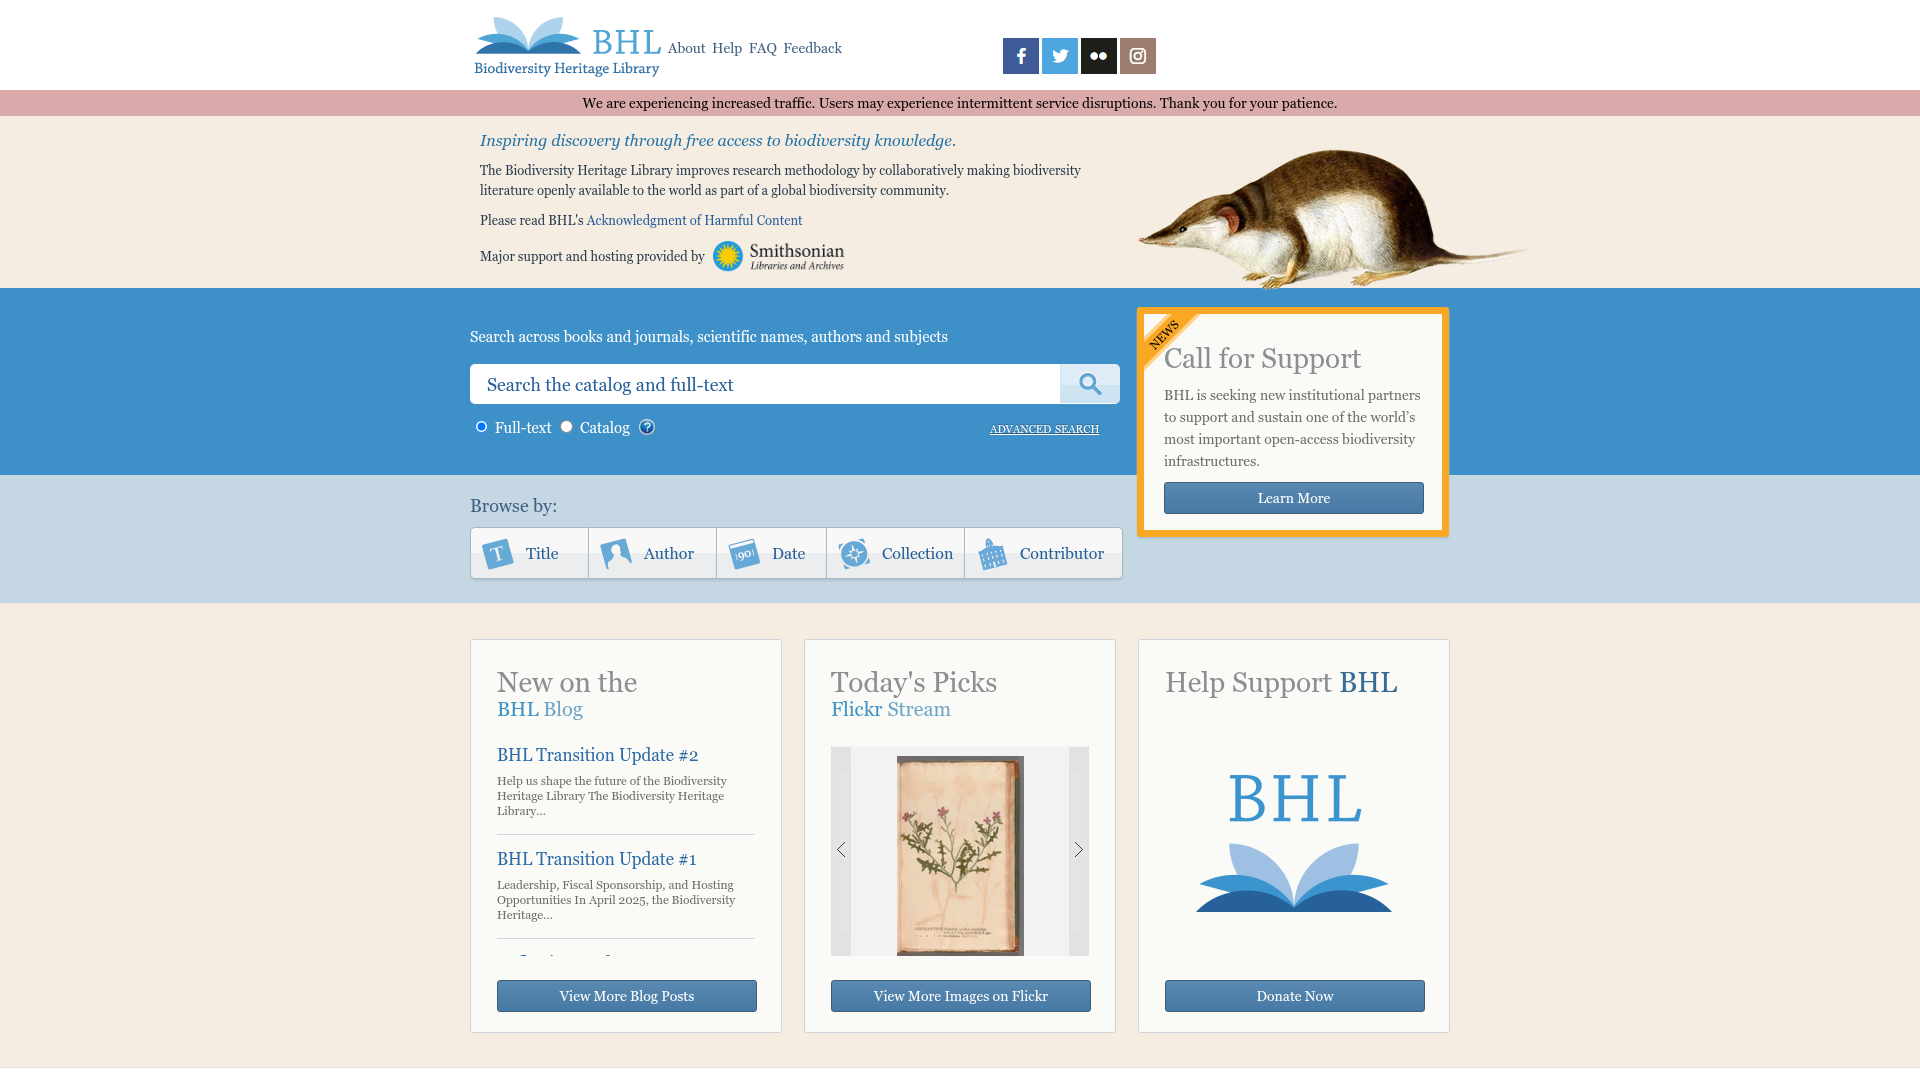 BHL
Biodiversity Heritage Library
About Help FAQ Feedback
We are experiencing increased traffic. Users may experience intermittent service disruptions. Thank you for your patience.
Inspiring discovery through free access to biodiversity knowledge.
The Biodiversity Heritage Library improves research methodology by collaboratively making biodiversity
literature openly available to the world as part of a global biodiversity community.
Please read BHL's Acknowledgment of Harmful Content
Major support and hosting provided by
Smithsonian
Libraries and Archives
Search across books and journals, scientific names, authors and subjects
Search the catalog and full-text
Full-text Catalog ?
ADVANCED SEARCH
NEWS
Call for Support
BHL is seeking new institutional partners
to support and sustain one of the world’s
most important open-access biodiversity
infrastructures.
Learn More
Browse by:
T Title
Author
1901 Date
Collection
Contributor
New on the
BHL Blog
BHL Transition Update #2
Help us shape the future of the Biodiversity
Heritage Library The Biodiversity Heritage
Library...
BHL Transition Update #1
Leadership, Fiscal Sponsorship, and Hosting
Opportunities In April 2025, the Biodiversity
Heritage...
View More Blog Posts
Today's Picks
Flickr Stream
View More Images on Flickr
Help Support BHL
BHL
Donate Now